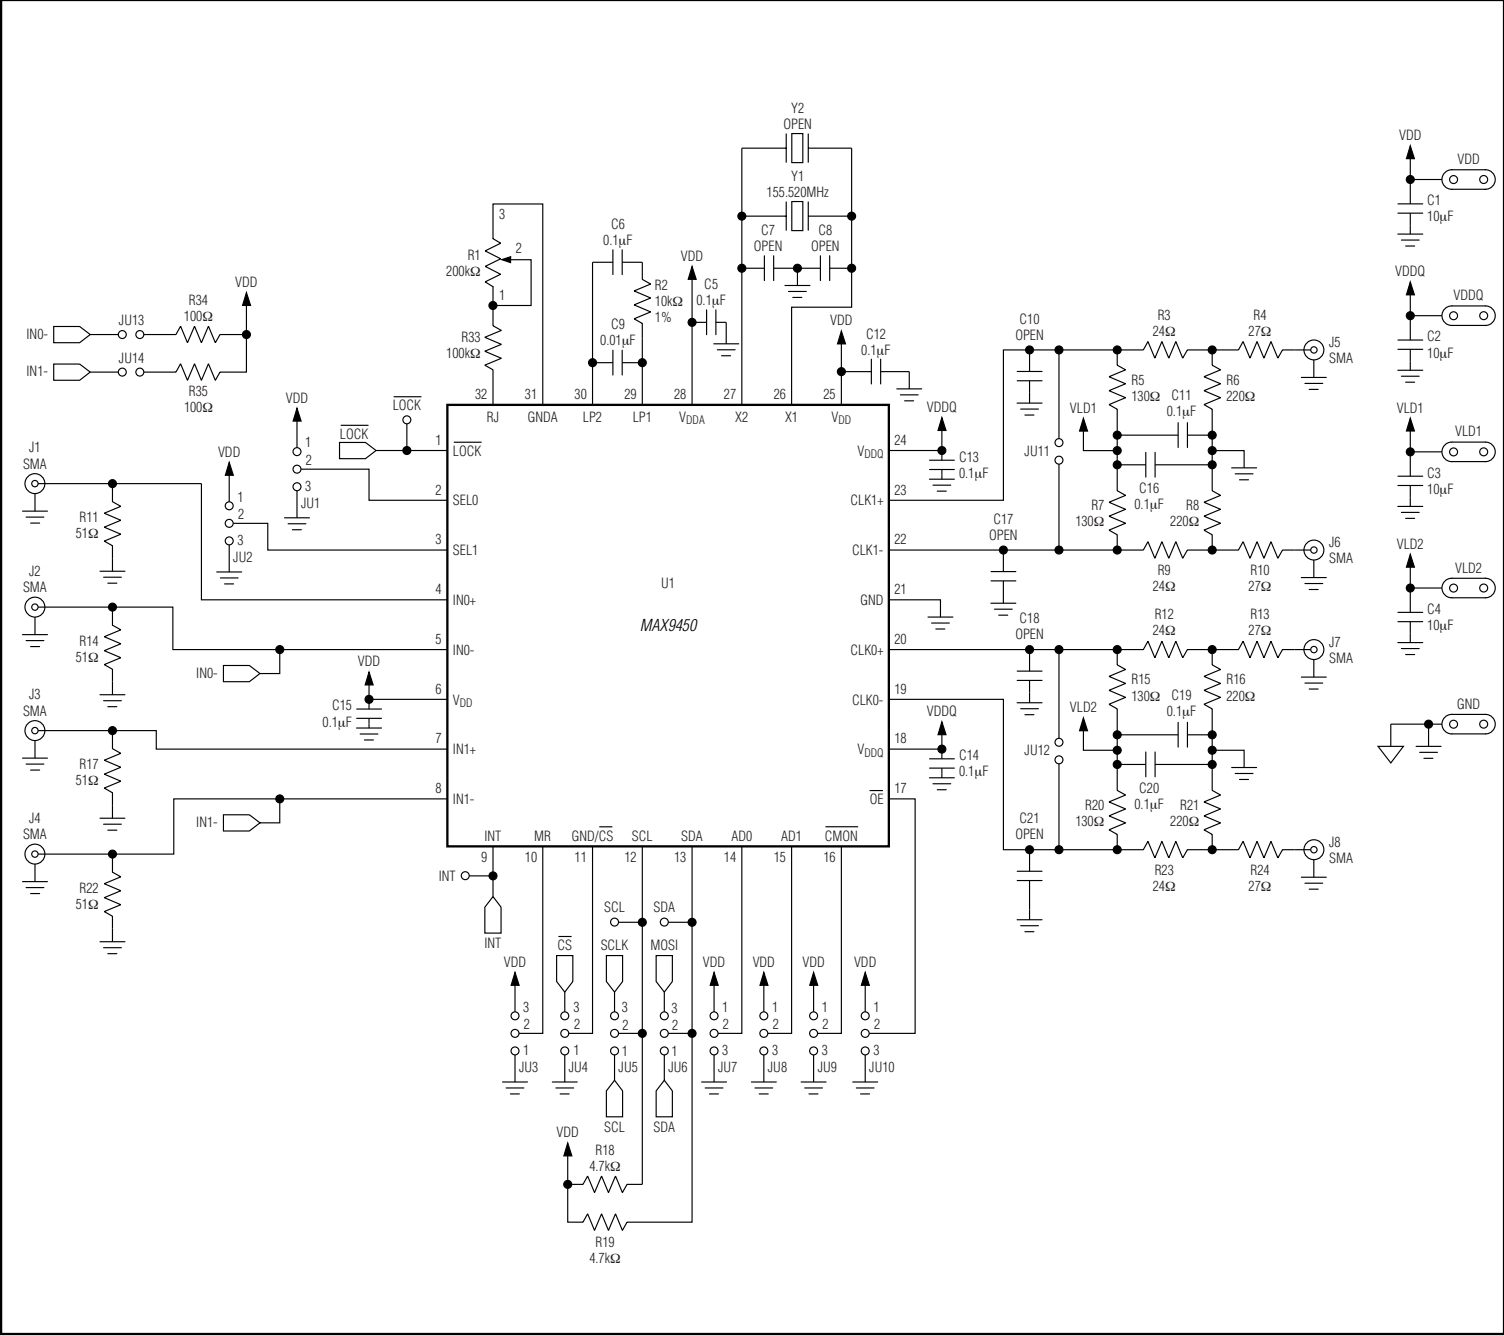 Y2
OPEN
Y1
155.520MHz
C7
OPEN
C8
OPEN
VDD
VDD
C1
10µF
VDDQ
VDDQ
C2
10µF
VLD1
VLD1
C3
10µF
VLD2
VLD2
C4
10µF
GND
VDD
R34
100Ω
IN0-
JU13
IN1-
JU14
R35
100Ω
3
R1
200kΩ
2
1
R33
100kΩ
C6
0.1µF
R2
10kΩ
1%
C9
0.01µF
VDD
C5
0.1µF
VDD
C12
0.1µF
32
31
30
29
28
27
26
25
RJ
GNDA
LP2
LP1
VDDA
X2
X1
VDD
LOCK
LOCK
1
LOCK
VDD
1
2
3
JU1
2
SEL0
VDD
1
2
3
JU2
3
SEL1
J1
SMA
R11
51Ω
4
IN0+
J2
SMA
R14
51Ω
5
IN0-
IN0-
VDD
C15
0.1µF
6
VDD
J3
SMA
R17
51Ω
7
IN1+
J4
SMA
R22
51Ω
8
IN1-
IN1-
U1
MAX9450
VDDQ
24
VDDQ
C13
0.1µF
23
CLK1+
22
CLK1-
21
GND
20
CLK0+
19
CLK0-
VDDQ
18
VDDQ
C14
0.1µF
17
OE
C10
OPEN
R3
24Ω
R4
27Ω
J5
SMA
R5
130Ω
C11
0.1µF
R6
220Ω
VLD1
JU11
C16
0.1µF
R7
130Ω
R8
220Ω
C17
OPEN
R9
24Ω
R10
27Ω
J6
SMA
C18
OPEN
R12
24Ω
R13
27Ω
J7
SMA
R15
130Ω
C19
0.1µF
R16
220Ω
VLD2
JU12
C20
0.1µF
R20
130Ω
R21
220Ω
C21
OPEN
R23
24Ω
R24
27Ω
J8
SMA
INT
MR
GND/CS
SCL
SDA
AD0
AD1
CMON
9
10
11
12
13
14
15
16
INT
INT
SCL
SDA
CS
SCLK
MOSI
VDD
VDD
VDD
VDD
VDD
3
2
1
JU3
3
2
1
JU4
3
2
1
JU5
3
2
1
JU6
1
2
3
JU7
1
2
3
JU8
1
2
3
JU9
1
2
3
JU10
SCL
SDA
VDD
R18
4.7kΩ
R19
4.7kΩ